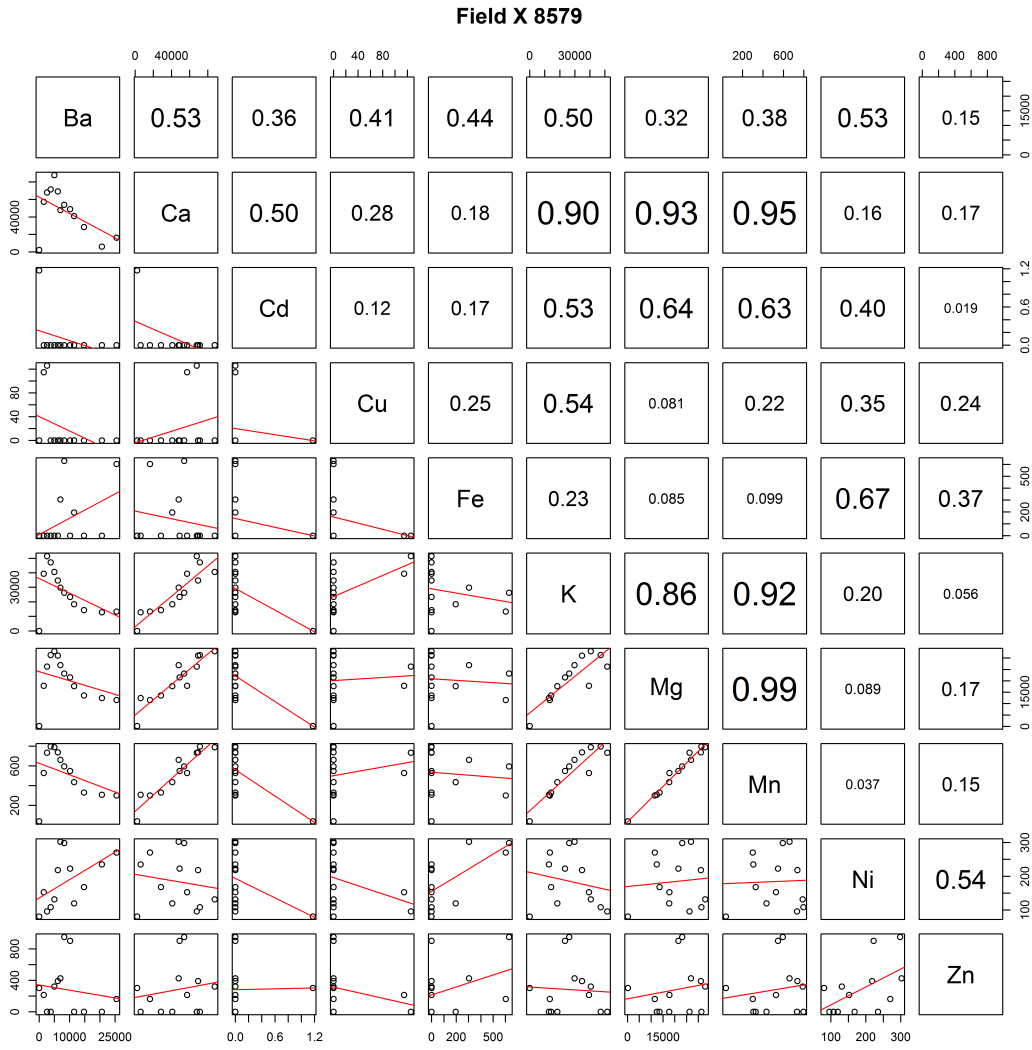 Field X 8579
0 40000 0 40 80 0 30000 200 600 0 400 800
Ba 0.53 0.36 0.41 0.44 0.50 0.32 0.38 0.53 0.15
0 15000
0 40000
Ca 0.50 0.28 0.18 0.90 0.93 0.95 0.16 0.17
Cd 0.12 0.17 0.53 0.64 0.63 0.40 0.019
0.0 0.6 1.2
0 40 80
Cu 0.25 0.54 0.081 0.22 0.35 0.24
Fe 0.23 0.085 0.099 0.67 0.37
0 200 500
0 30000
K 0.86 0.92 0.20 0.056
Mg 0.99 0.089 0.17
0 15000
200 600
Mn 0.037 0.15
Ni 0.54
100 200 300
0 400 800
Zn
0 10000 25000 0.0 0.6 1.2 0 200 500 0 15000 100 200 300